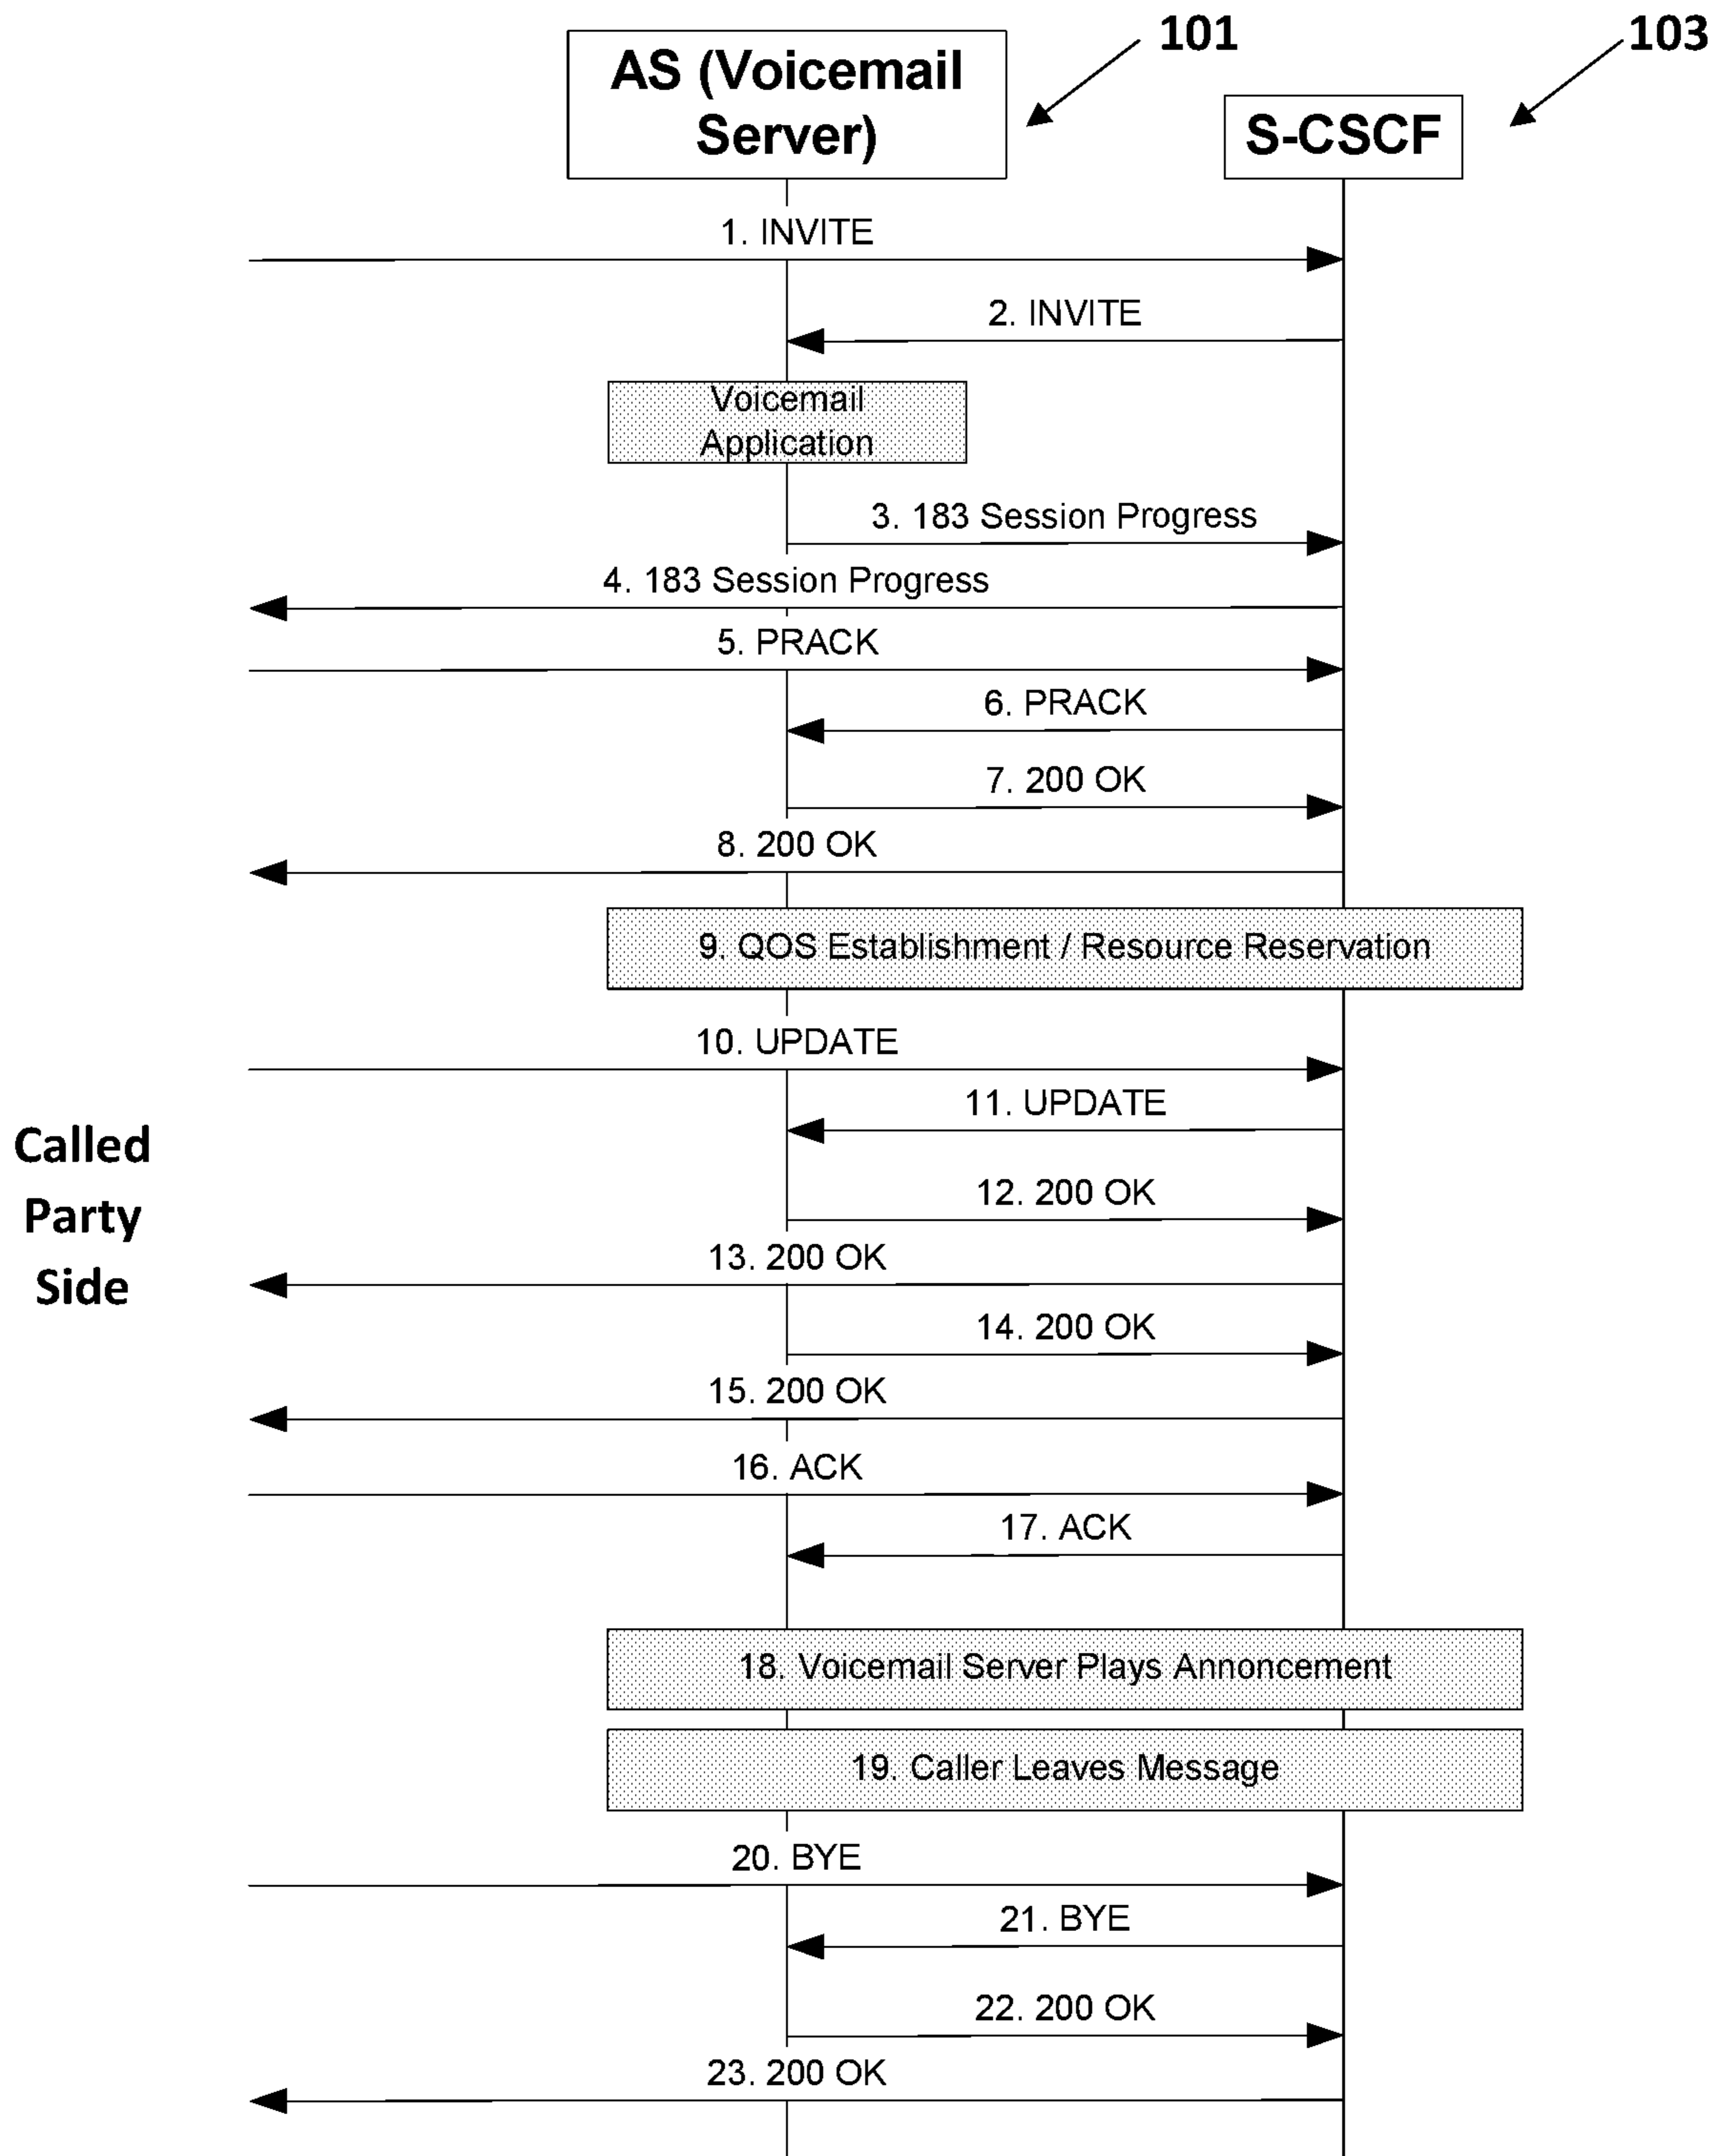 101
103
AS (Voicemail
Server)
S-CSCF
1. INVITE
2. INVITE
Voicemail
Application
3. 183 Session Progress
4. 183 Session Progress
5. PRACK
6. PRACK
7. 200 OK
8. 200 OK
9. QOS Establishment / Resource Reservation
10. UPDATE
11. UPDATE
Called
Party
Side
12. 200 OK
13. 200 OK
14. 200 OK
15. 200 OK
16. ACK
17. ACK
18. Voicemail Server Plays Annoncement
19. Caller Leaves Message
20. BYE
21. BYE
22. 200 OK
23. 200 OK